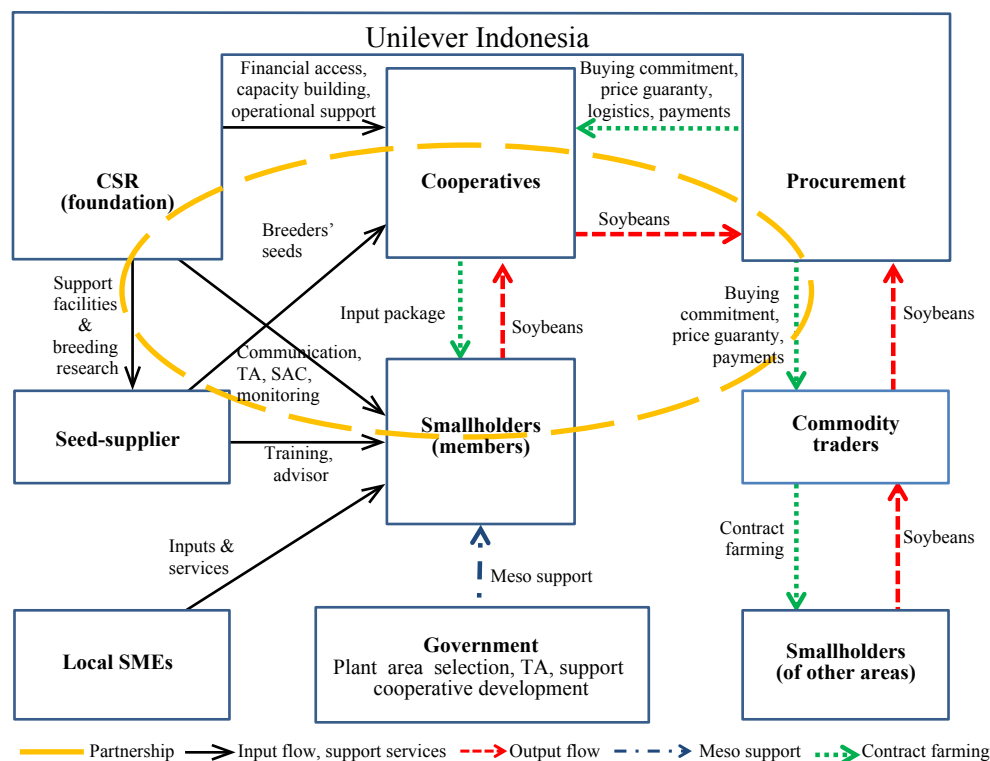 Unilever Indonesia
Financial access,
capacity building,
operational support
Buying commitment,
price guaranty,
logistics, payments
CSR
(foundation)
Cooperatives
Procurement
Breeders’
seeds
Soybeans
Support
facilities
&
breeding
research
Input package
Soybeans
Buying
commitment,
price guaranty,
payments
Soybeans
Communication,
TA, SAC,
monitoring
Seed-supplier
Smallholders
(members)
Commodity
traders
Training,
advisor
Inputs &
services
Meso support
Contract
farming
Soybeans
Local SMEs
Government
Plant area selection, TA, support
cooperative development
Smallholders
(of other areas)
Partnership
Input flow, support services
Output flow
Meso support
Contract farming